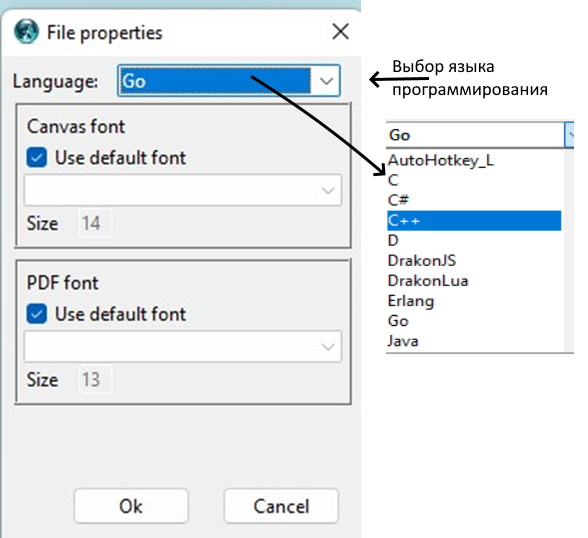 File properties
Language: Go
Выбор языка
программирования
Canvas font
Use default font
Size 14
PDF font
Use default font
Size 13
Ok Cancel
Go
AutoHotkey_L
C
C#
C++
D
DrakonJS
DrakonLua
Erlang
Go
Java